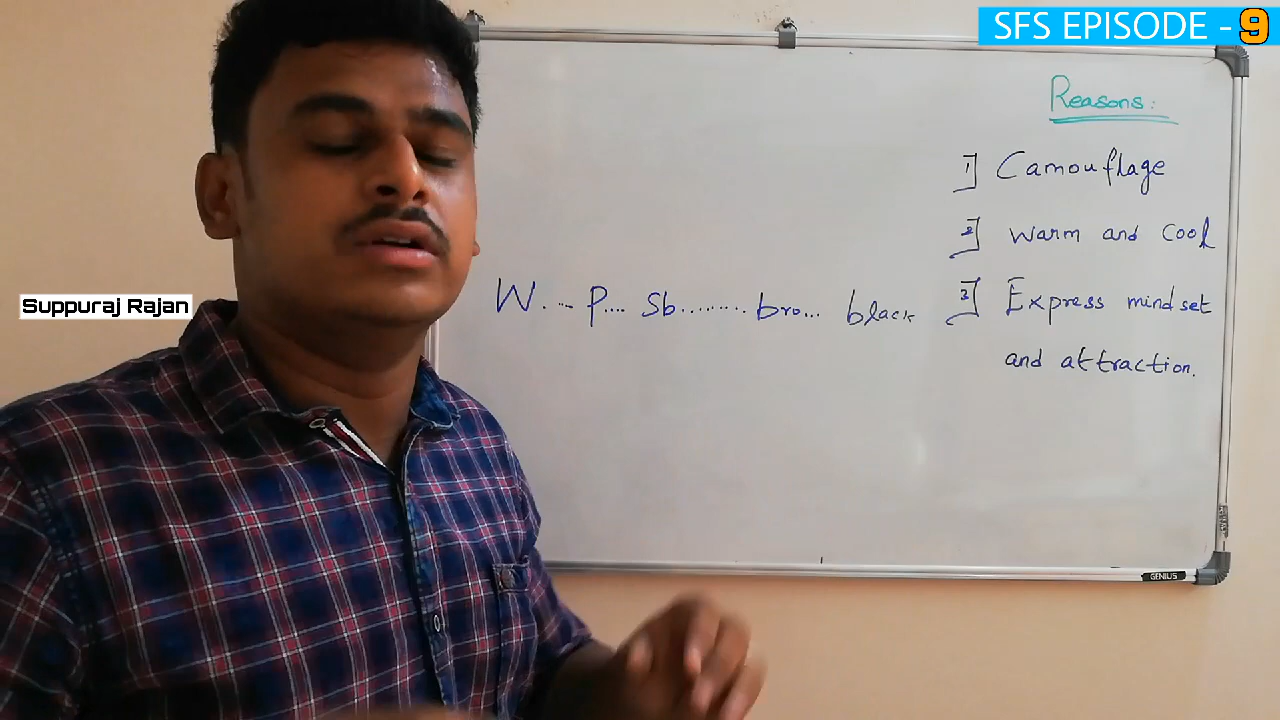 SFS EPISODE - 9
Reasons:
1] Camouflage
2] Warm and Cool
3] Express mindset
and attraction.
W..... P.... Sb......... bro... black
Suppuraj Rajan
GENIUS